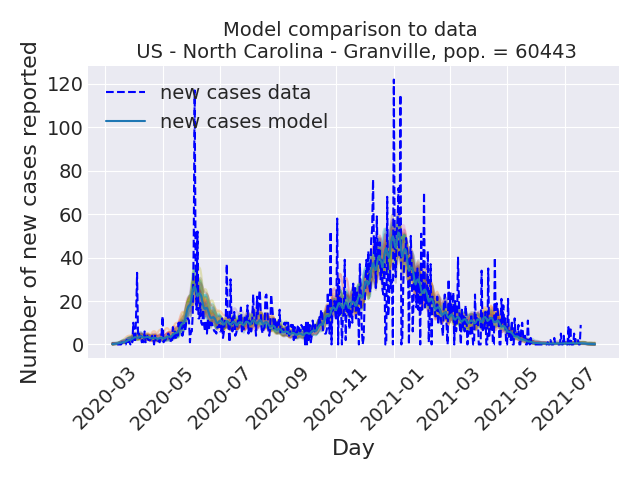 Model comparison to data
US - North Carolina - Granville, pop. = 60443
Number of new cases reported
120
100
80
60
40
20
0
new cases data
new cases model
2020-03
2020-05
2020-07
2020-09
2020-11
2021-01
2021-03
2021-05
2021-07
Day